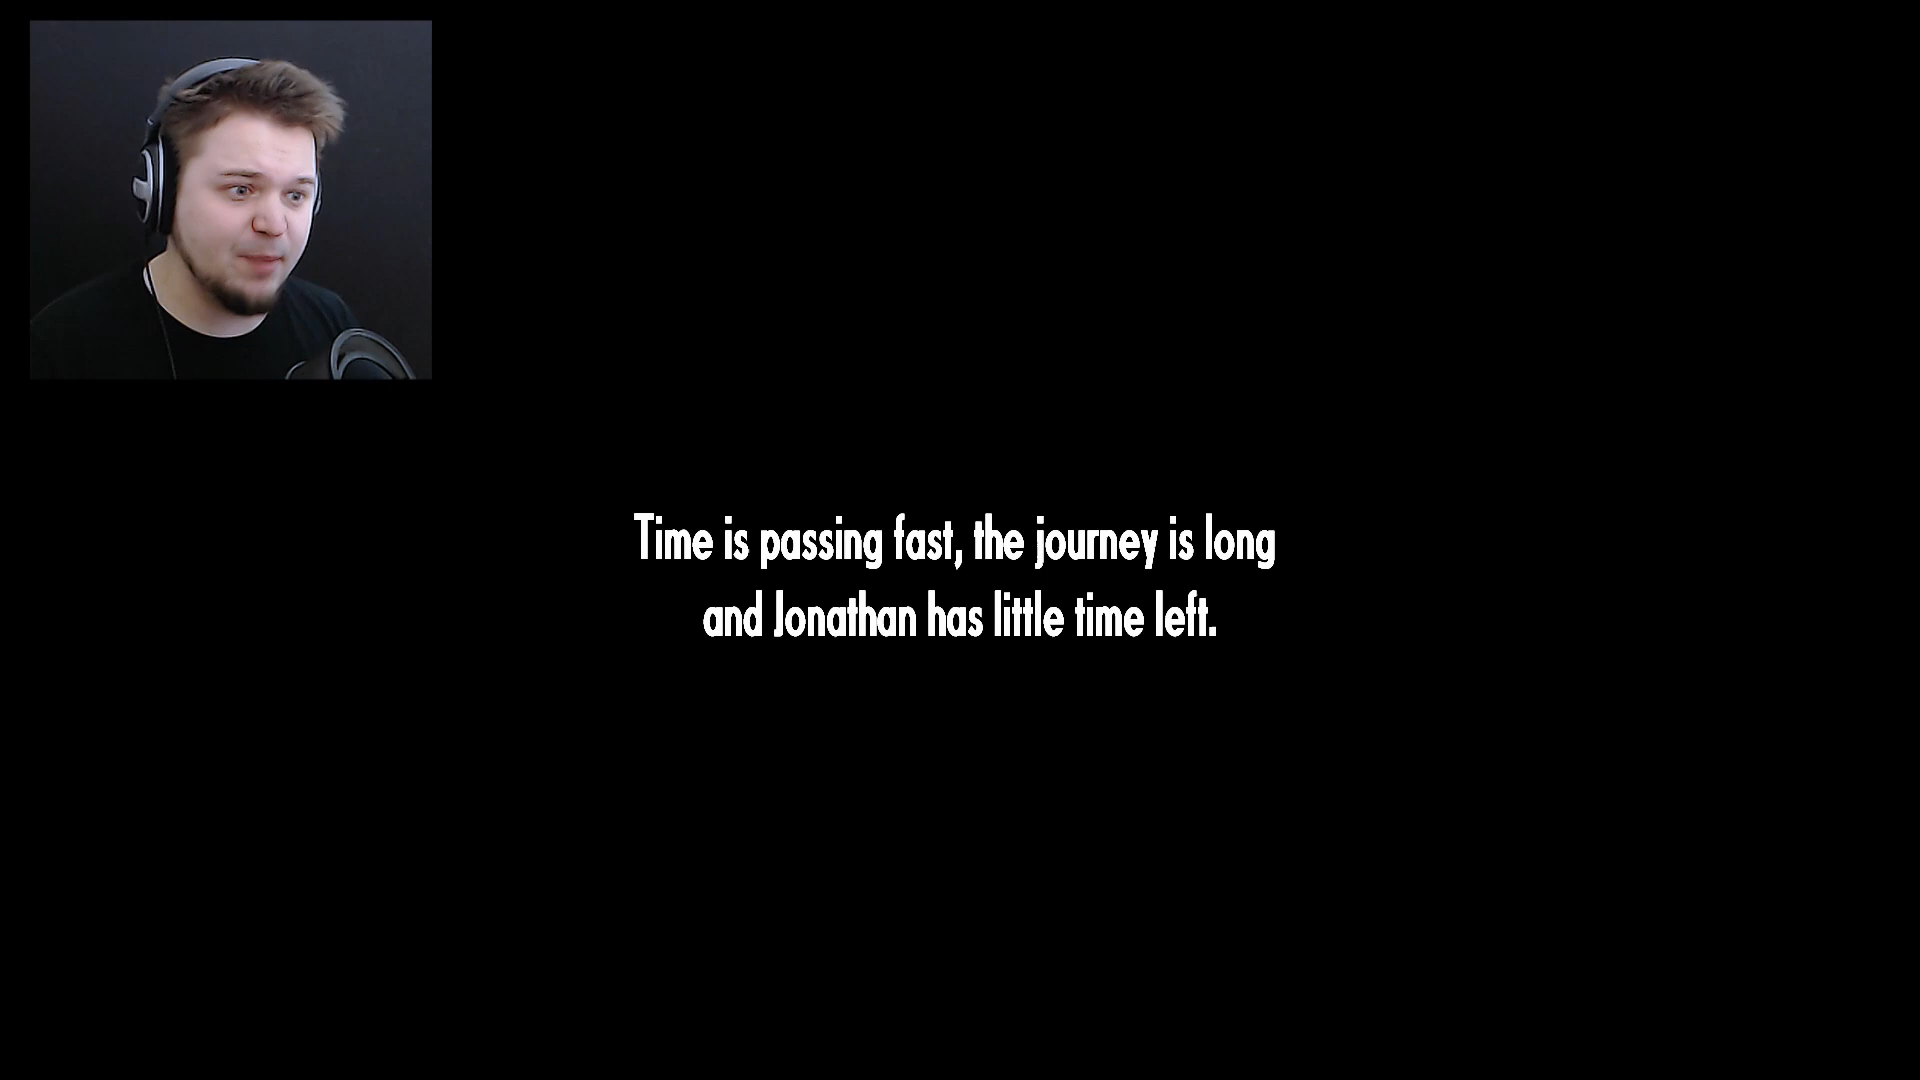 Time is passing fast, the journey is long
and Jonathan has little time left.